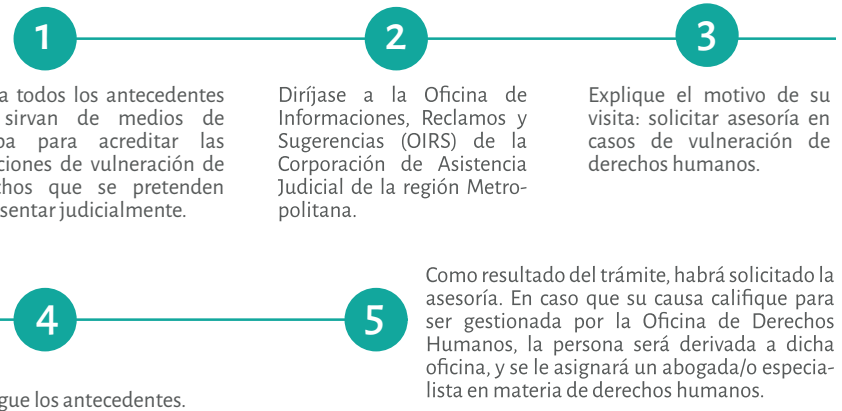 1
2
3
a todos los antecedentes
sirvan de medios de
para acreditar las
de vulneración de
que se pretenden
judicialmente.
Diríjase a la Oficina de
Informaciones, Reclamos y
Sugerencias (OIRS) de la
Corporación de Asistencia
Judicial de la región Metro-
politana.
Explique el motivo de su
visita: solicitar asesoría en
casos de vulneración de
derechos humanos.
4
5
los antecedentes.
Como resultado del trámite, habrá solicitado la
asesoría. En caso que su causa califique para
ser gestionada por la Oficina de Derechos
Humanos, la persona será derivada a dicha
oficina, y se le asignará un abogada/o especia-
lista en materia de derechos humanos.